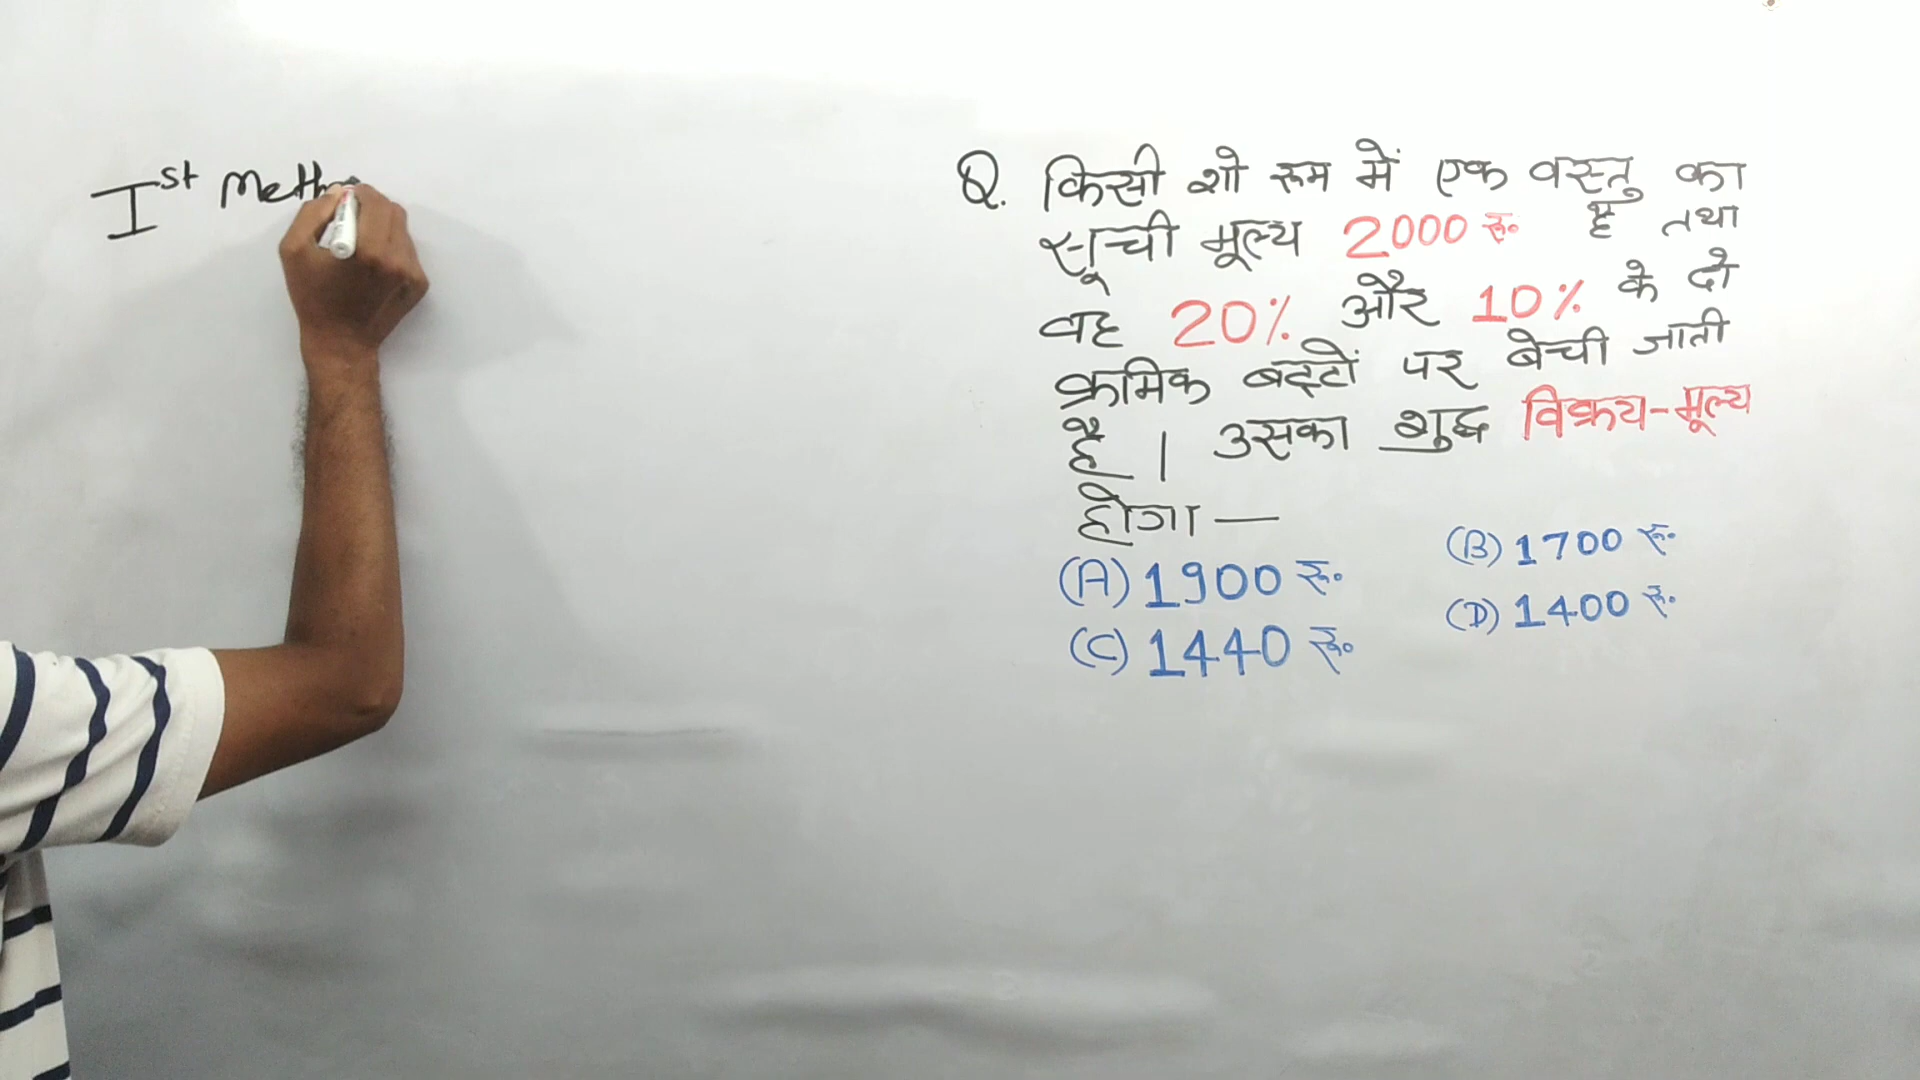 Ist Meth
Q. किसी शो रूम में एक वस्तु का
सूची मूल्य 2000 रू. है तथा
वह 20% और 10% के दो
क्रमिक बट्टों पर बेची जाती
है। उसका शुद्ध विक्रय-मूल्य
होगा —
(A) 1900 रू. (B) 1700 रू.
(C) 1440 रू. (D) 1400 रू.